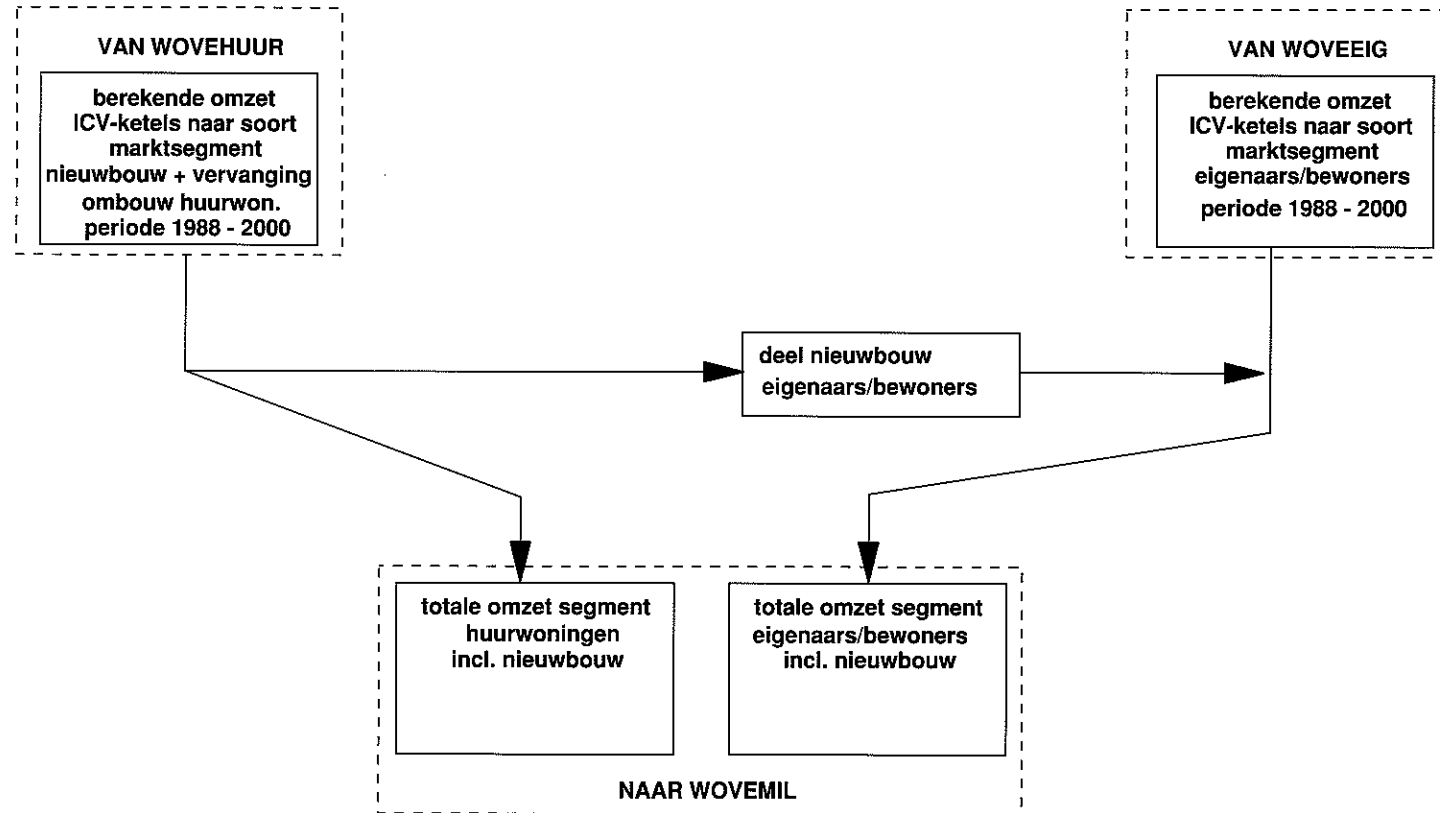 VAN WOVEHUUR
berekende omzet
ICV-ketels naar soort
marktsegment
nieuwbouw + vervanging
ombouw huurwon.
periode 1988 - 2000
VAN WOVEEIG
berekende omzet
ICV-ketels naar soort
marktsegment
eigenaars/bewoners
periode 1988 - 2000
deel nieuwbouw
eigenaars/bewoners
totale omzet segment
huurwoningen
incl. nieuwbouw
totale omzet segment
eigenaars/bewoners
incl. nieuwbouw
NAAR WOVEMIL